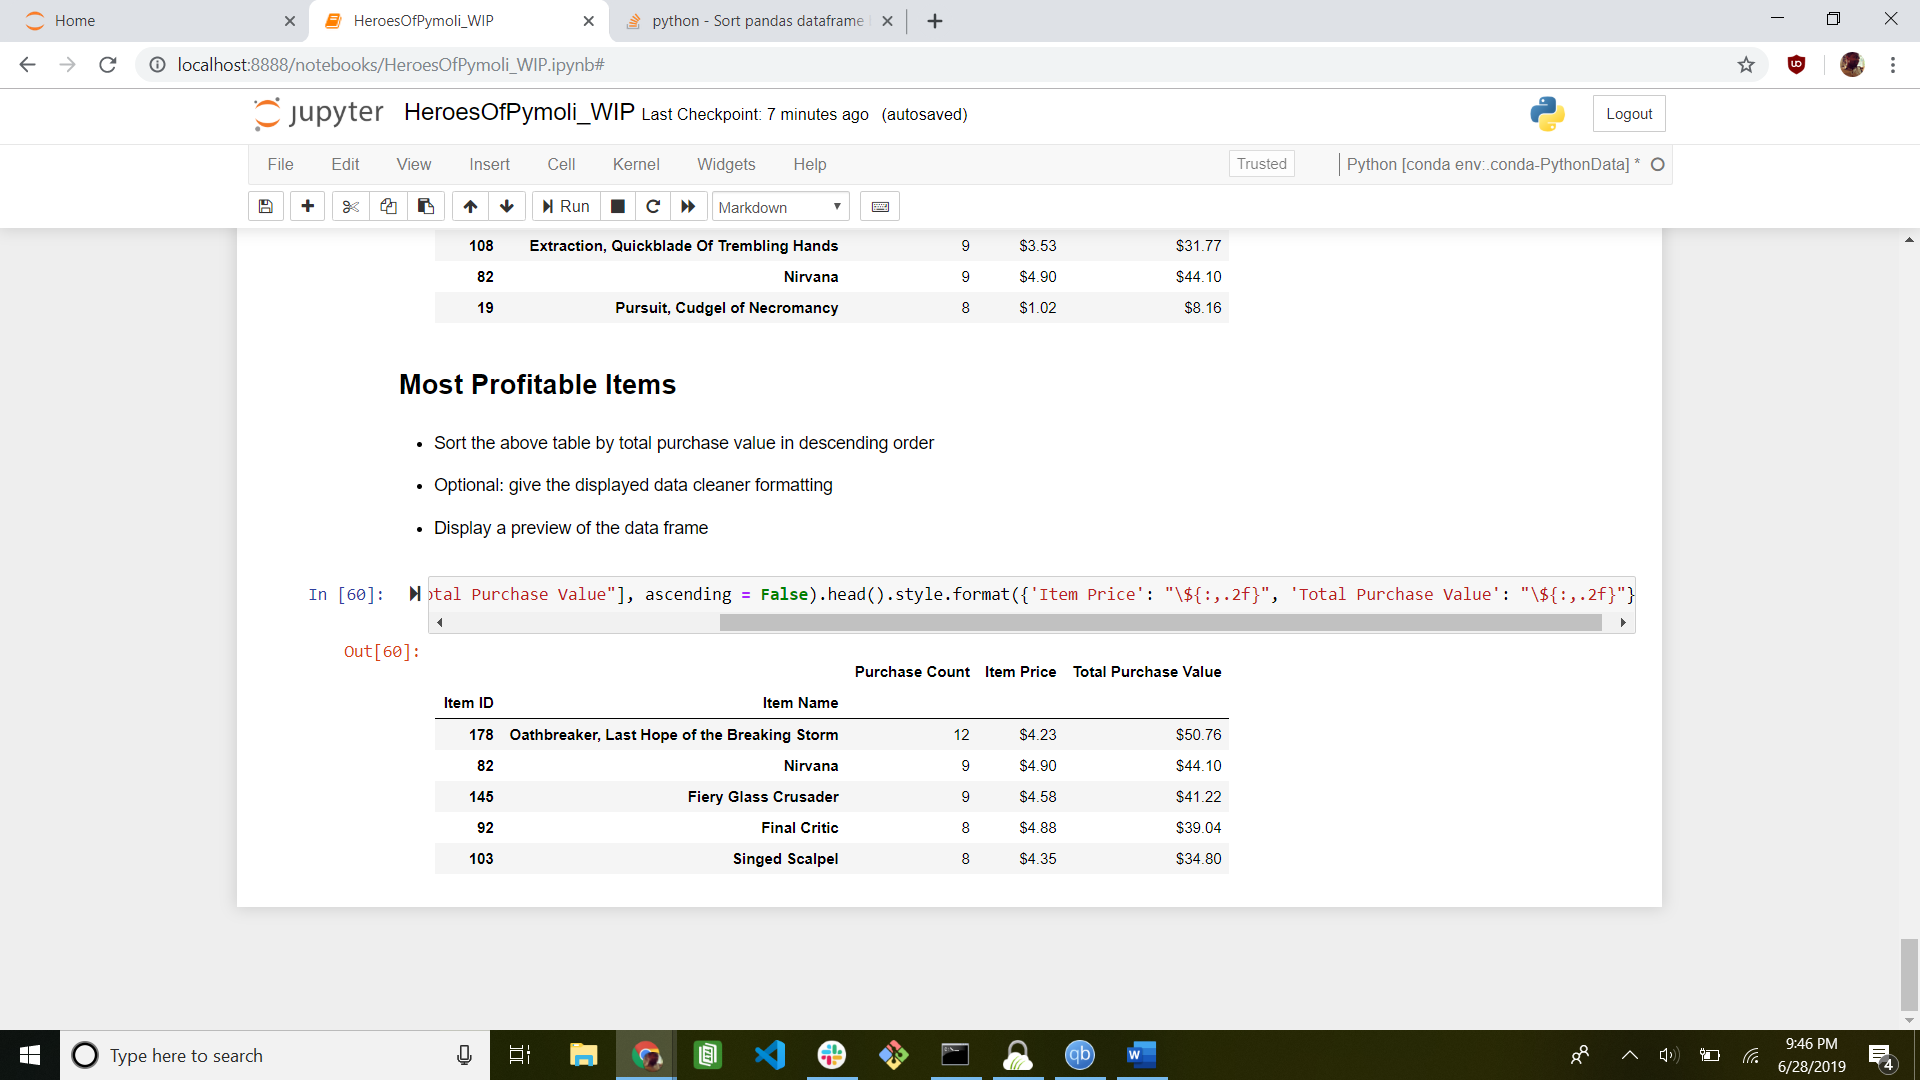 Home
HeroesOfPymoli_WIP
python - Sort pandas dataframe
localhost:8888/notebooks/HeroesOfPymoli_WIP.ipynb#
jupyter HeroesOfPymoli_WIP Last Checkpoint: 7 minutes ago (autosaved)
Logout
File Edit View Insert Cell Kernel Widgets Help
Trusted
Python [conda env:.conda-PythonData] *
Run
Markdown
108 Extraction, Quickblade Of Trembling Hands 9 $3.53 $31.77
82 Nirvana 9 $4.90 $44.10
19 Pursuit, Cudgel of Necromancy 8 $1.02 $8.16
Most Profitable Items
• Sort the above table by total purchase value in descending order
• Optional: give the displayed data cleaner formatting
• Display a preview of the data frame
In [60]: otal Purchase Value"], ascending = False).head().style.format({'Item Price': "\${:,.2f}", 'Total Purchase Value': "\${:,.2f}"}
Out[60]:
Purchase Count Item Price Total Purchase Value
Item ID Item Name
178 Oathbreaker, Last Hope of the Breaking Storm 12 $4.23 $50.76
82 Nirvana 9 $4.90 $44.10
145 Fiery Glass Crusader 9 $4.58 $41.22
92 Final Critic 8 $4.88 $39.04
103 Singed Scalpel 8 $4.35 $34.80
Type here to search
qb
W
9:46 PM
6/28/2019
4